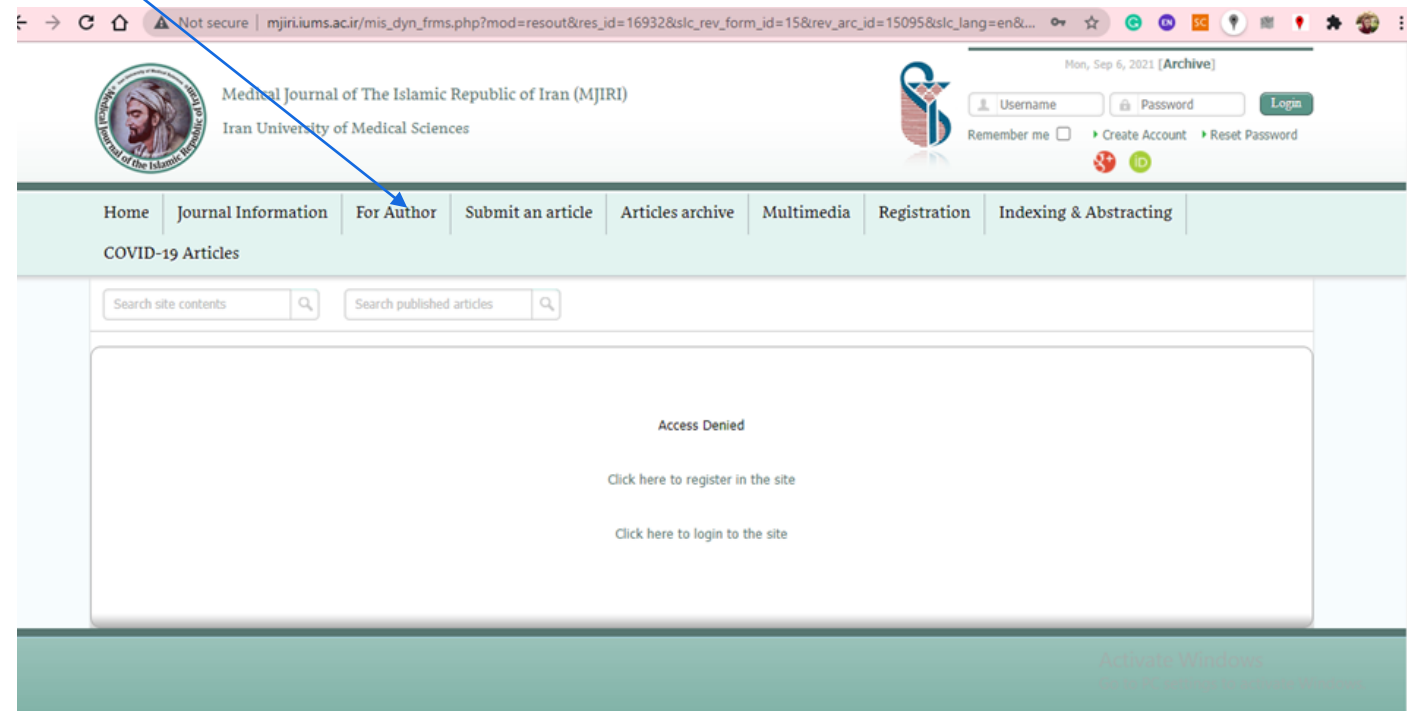 Not secure | mjiri.iums.ac.ir/mis_dyn_frms.php?mod=resout&res_id=16932&slc_rev_form_id=15&rev_arc_id=15095&slc_lang=en&...
Mon, Sep 6, 2021 [Archive]
Medical Journal of The Islamic Republic of Iran (MJIRI)
Iran University of Medical Sciences
Username Password Login
Remember me Create Account Reset Password
Home Journal Information For Author Submit an article Articles archive Multimedia Registration Indexing & Abstracting
COVID-19 Articles
Search site contents Search published articles
Access Denied
Click here to register in the site
Click here to login to the site
Activate Windows